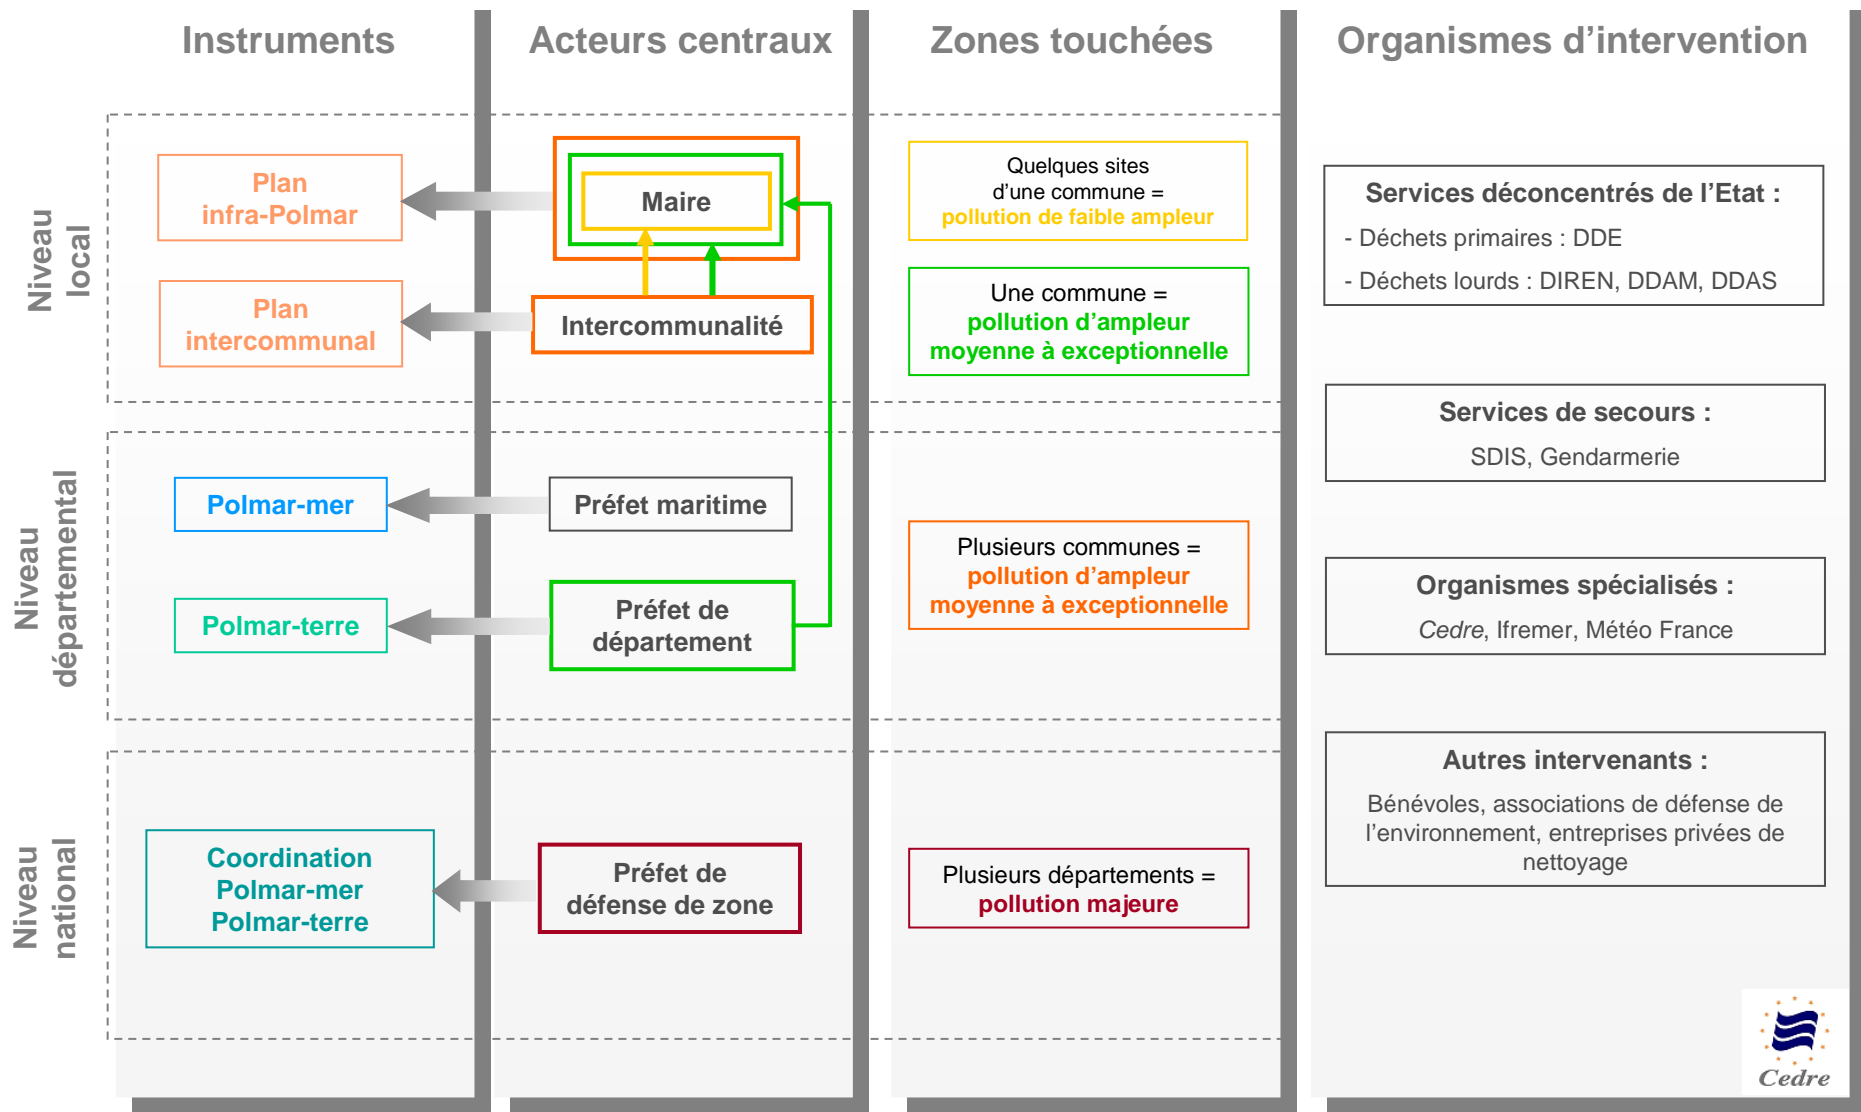 Instruments
Acteurs centraux
Zones touchées
Organismes d’intervention
Niveau
local
Plan
infra-Polmar
Maire
Quelques sites
d’une commune =
pollution de faible ampleur
Plan
intercommunal
Intercommunalité
Une commune =
pollution d’ampleur
moyenne à exceptionnelle
Niveau
départemental
Polmar-mer
Préfet maritime
Polmar-terre
Préfet de
département
Plusieurs communes =
pollution d’ampleur
moyenne à exceptionnelle
Niveau
national
Coordination
Polmar-mer
Polmar-terre
Préfet de
défense de zone
Plusieurs départements =
pollution majeure
Services déconcentrés de l’Etat :
- Déchets primaires : DDE
- Déchets lourds : DIREN, DDAM, DDAS
Services de secours :
SDIS, Gendarmerie
Organismes spécialisés :
Cedre, Ifremer, Météo France
Autres intervenants :
Bénévoles, associations de défense de
l’environnement, entreprises privées de
nettoyage
Cedre